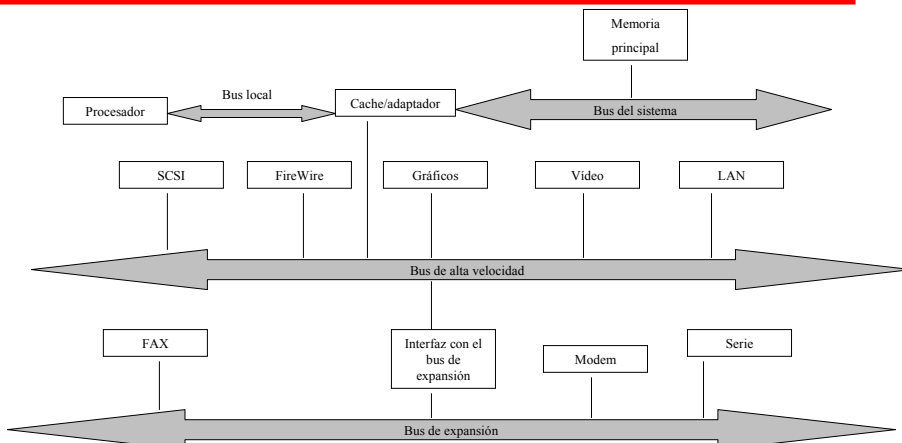 Memoria
principal
Bus local
Procesador
Cache/adaptador
Bus del sistema
SCSI
FireWire
Gráficos
Vídeo
LAN
Bus de alta velocidad
FAX
Interfaz con el
bus de
expansión
Modem
Serie
Bus de expansión